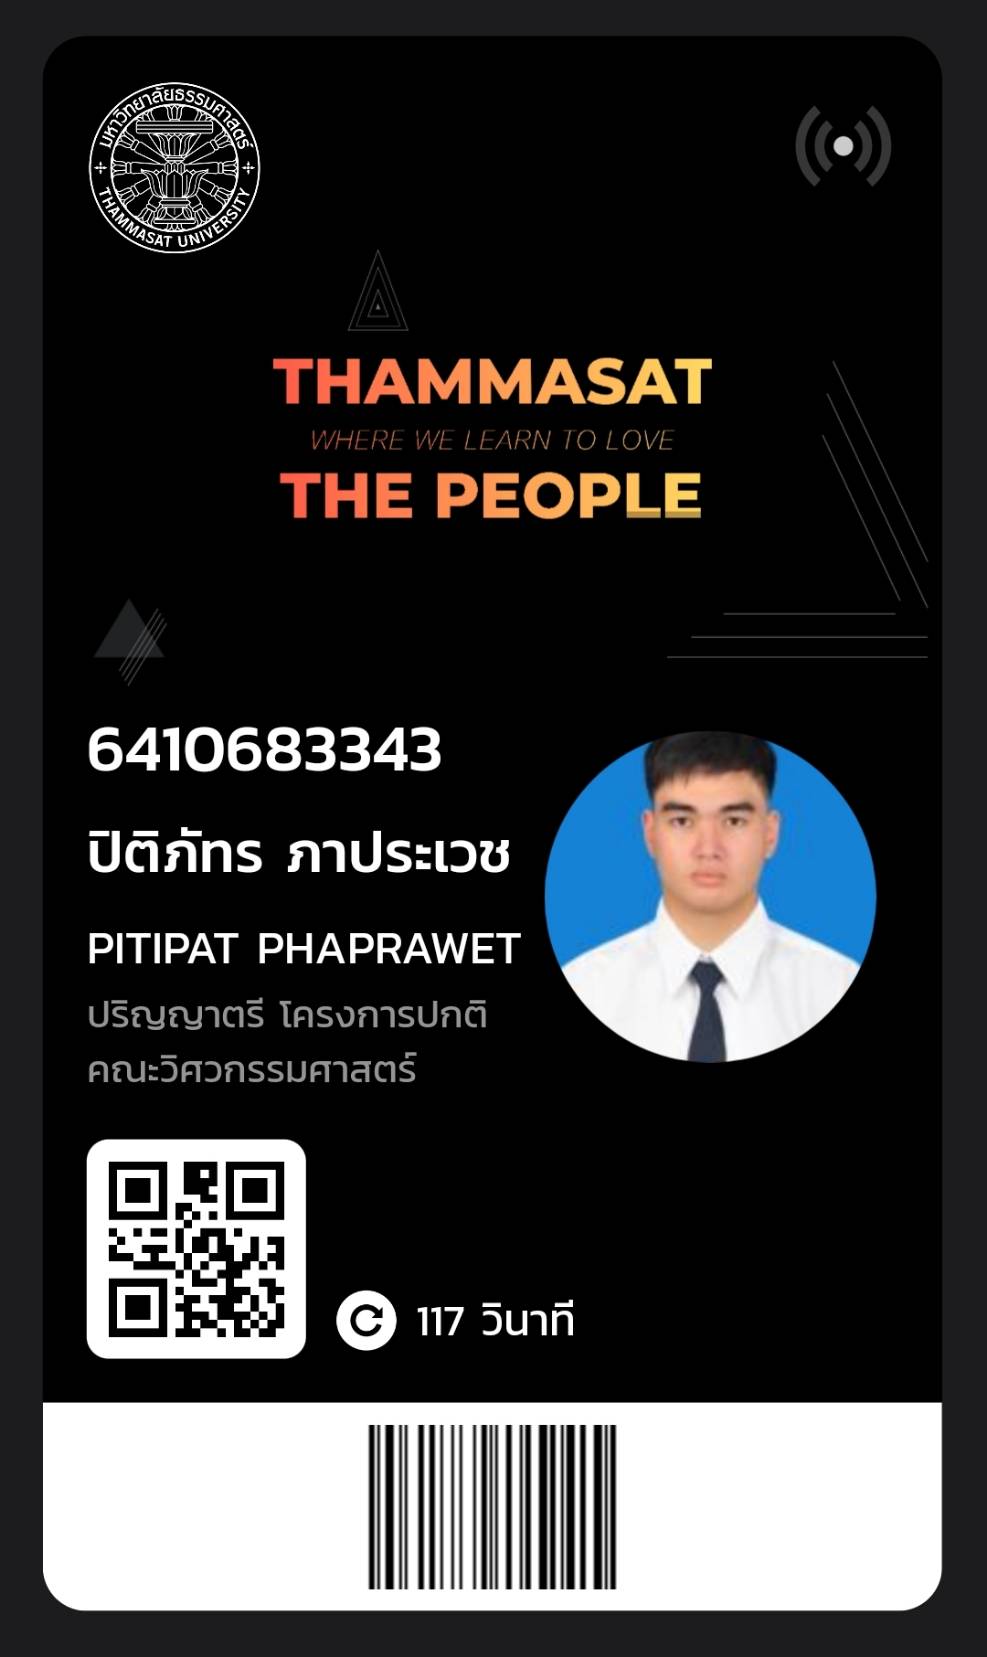 มหาวิทยาลัยธรรมศาสตร์
THAMMASAT UNIVERSITY
THAMMASAT
WHERE WE LEARN TO LOVE
THE PEOPLE
6410683343
ปิติภัทร ภาประเวช
PITIPAT PHAPRAWET
ปริญญาตรี โครงการปกติ
คณะวิศวกรรมศาสตร์
117 วินาที